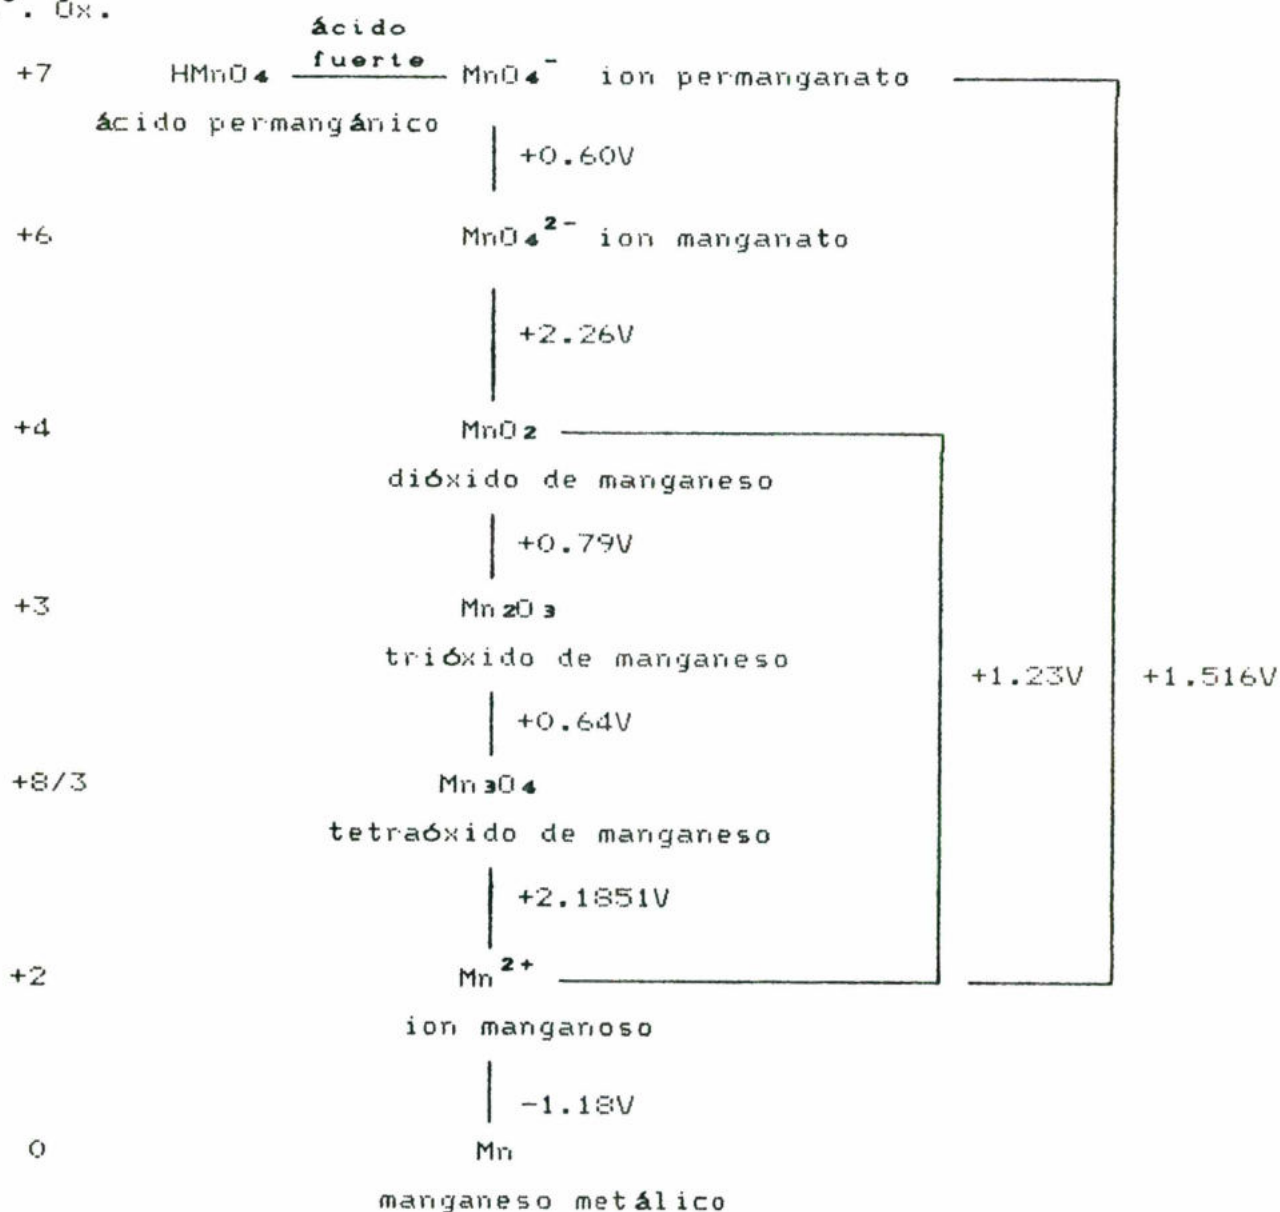 . Ox.
ácido
fuerte
+7 HMnO4 MnO4- ion permanganato
ácido permangánico
+0.60V
+6 MnO4 2- ion manganato
+2.26V
+4 MnO2
dióxido de manganeso
+0.79V
+3 Mn2O3
trióxido de manganeso
+1.23V +1.516V
+0.64V
+8/3 Mn3O4
tetraóxido de manganeso
+2.1851V
+2 Mn2+
ion manganoso
-1.18V
0 Mn
manganeso metálico